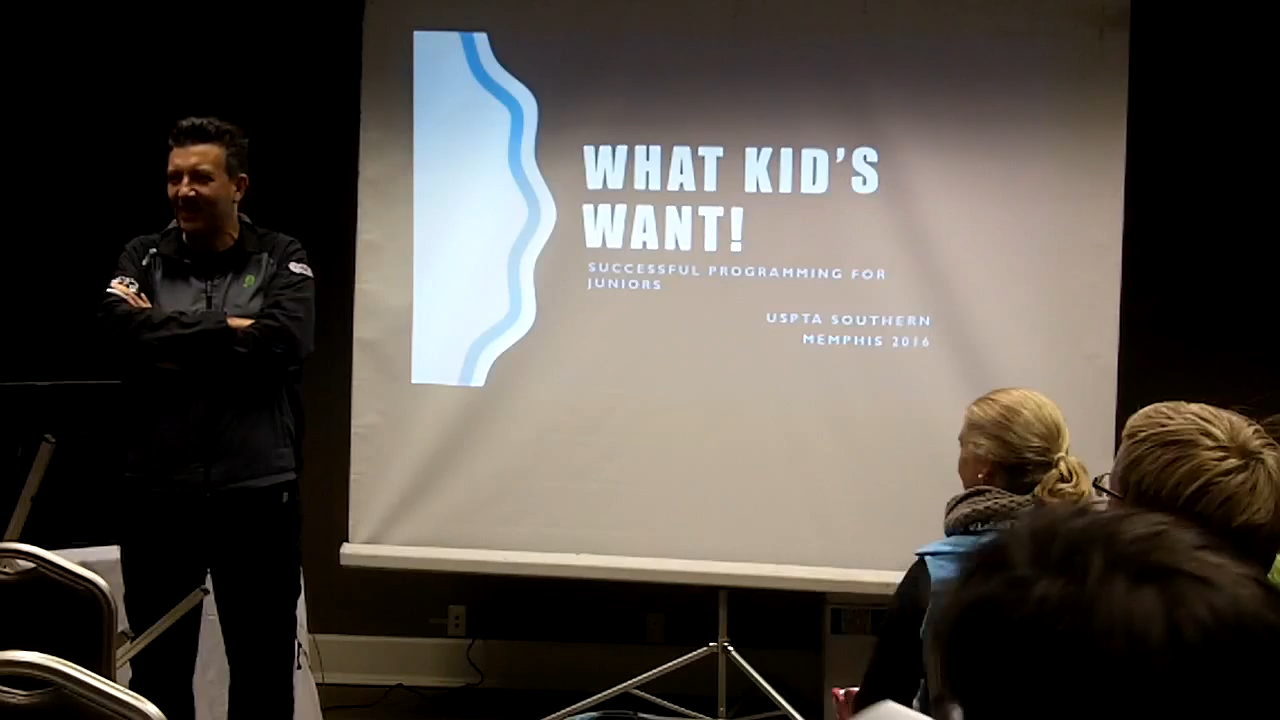 WHAT KID'S
WANT!
SUCCESSFUL PROGRAMMING FOR
JUNIORS
USPTA SOUTHERN
MEMPHIS 2016